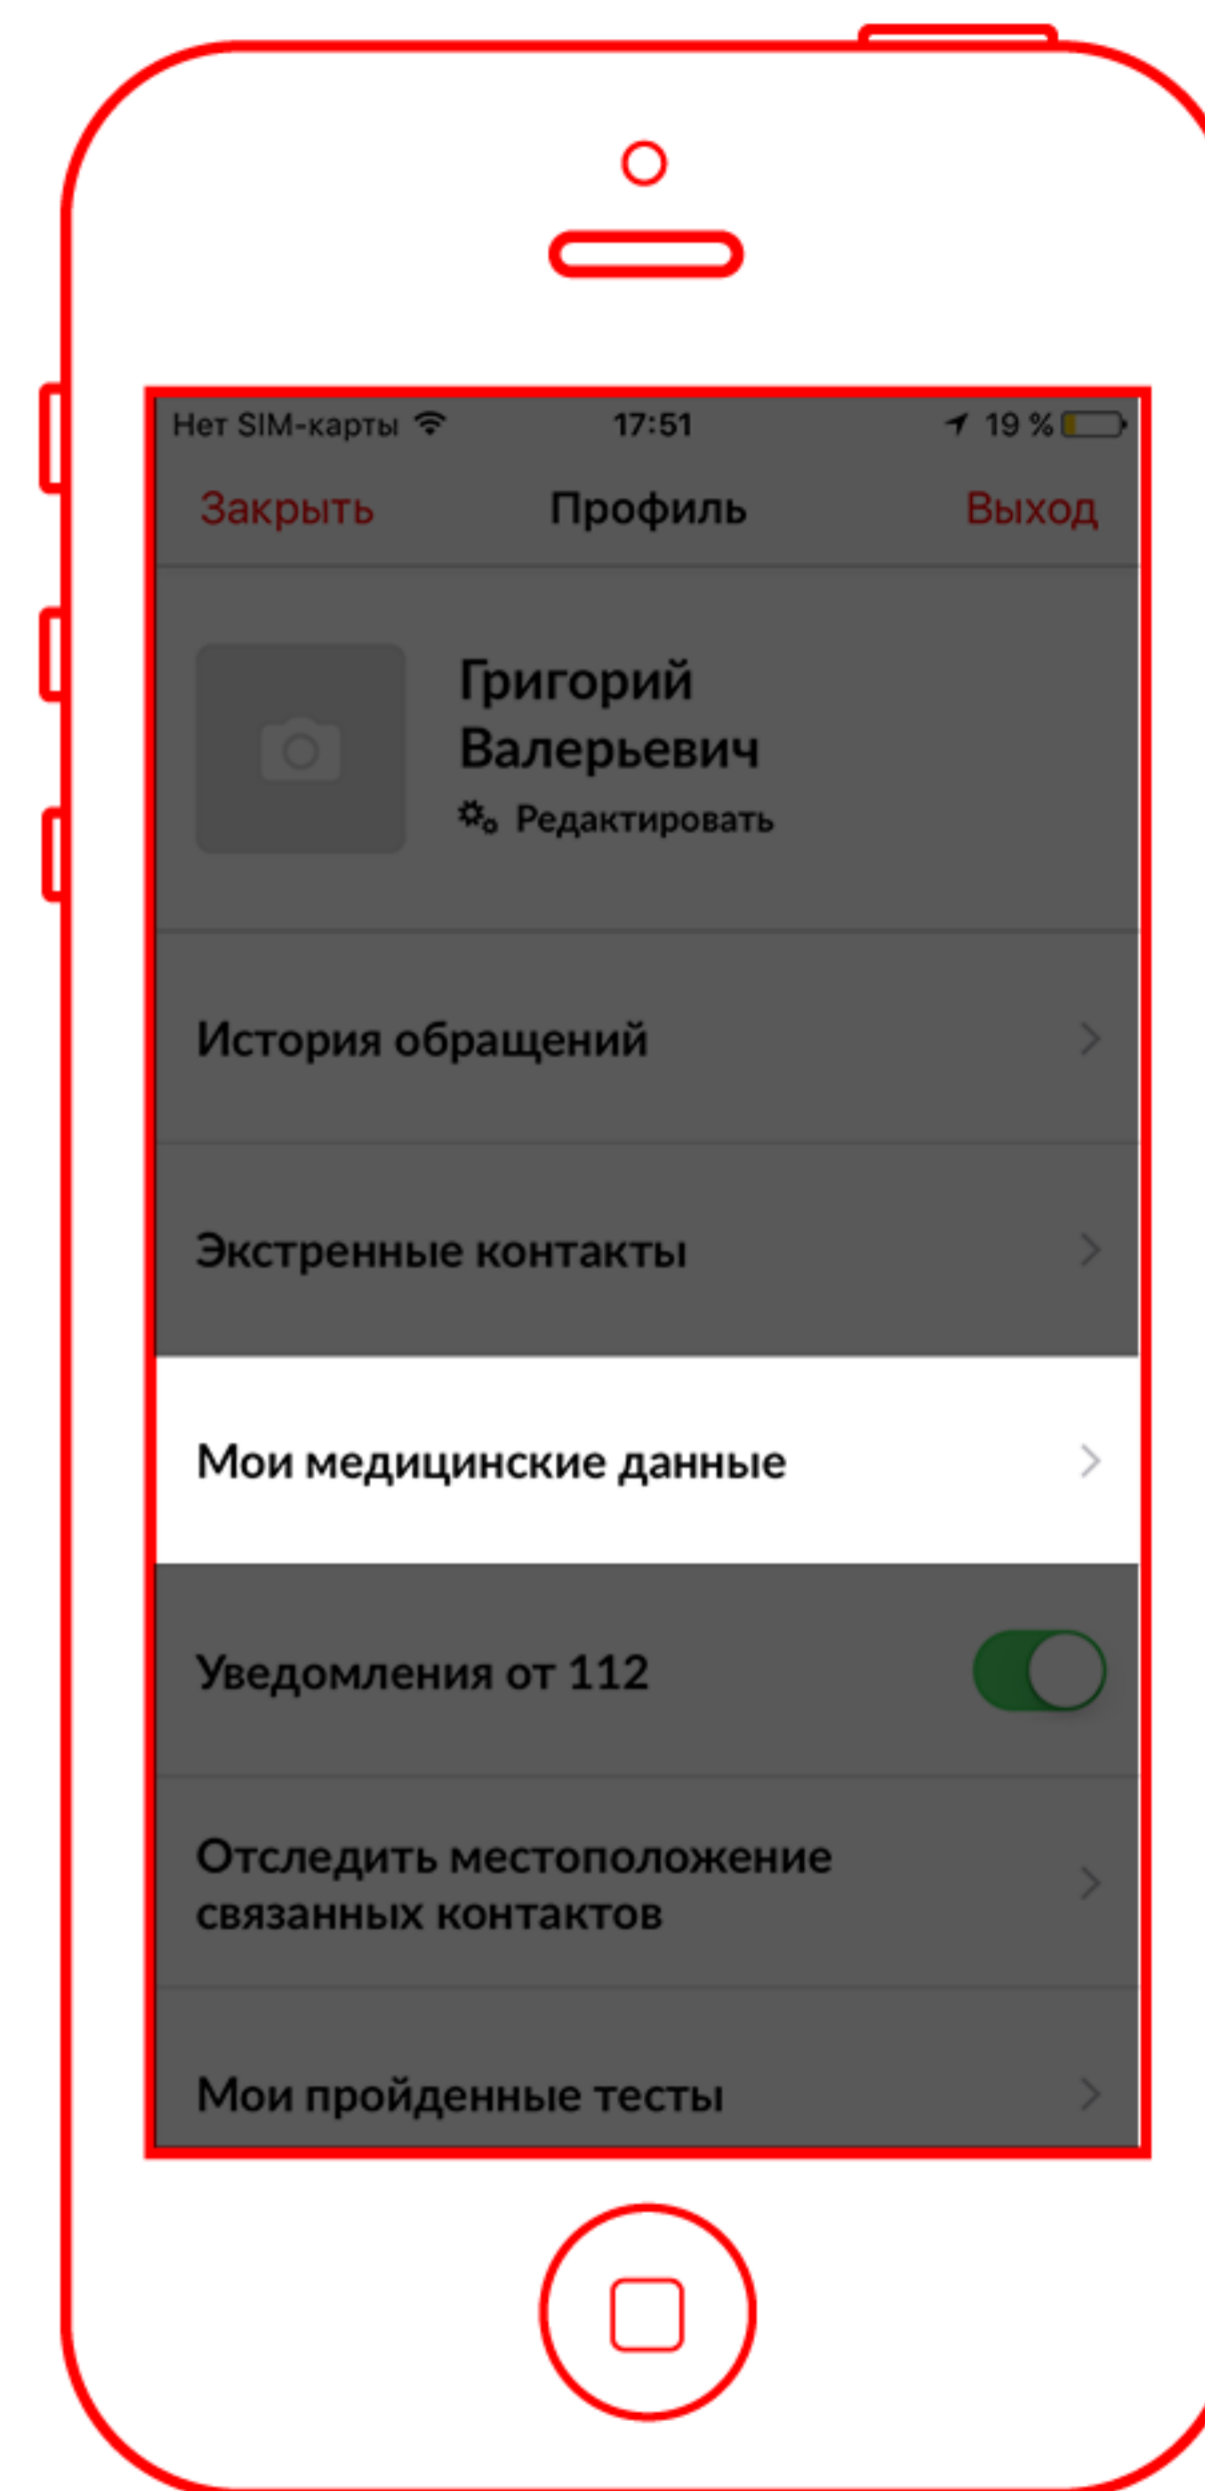 Нет SIM-карты 17:51 19 %
Закрыть Профиль Выход
Григорий
Валерьевич
Редактировать
История обращений
Экстренные контакты
Мои медицинские данные
Уведомления от 112
Отследить местоположение
связанных контактов
Мои пройденные тесты